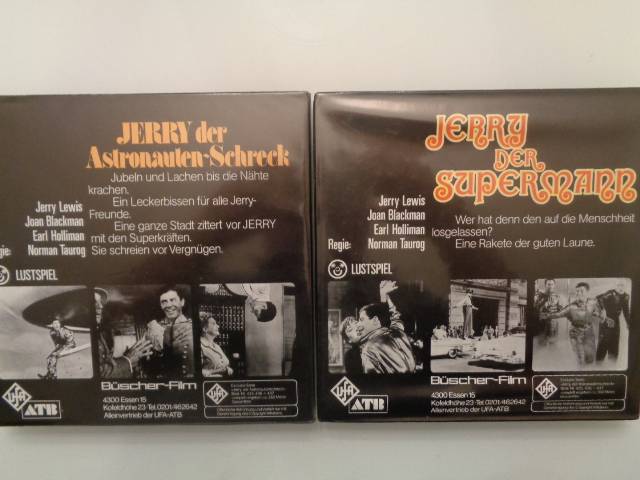 JERRY der
Astronauten-Schreck
Jubeln und Lachen bis die Nähte
krachen.
Ein Leckerbissen für alle Jerry-
Freunde.
Eine ganze Stadt zittert vor JERRY
mit den Superkräften.
Sie schreien vor Vergnügen.
Jerry Lewis
Joan Blackman
Earl Holliman
gie: Norman Taurog
LUSTSPIEL
UFA
ATB
Büscher-Film
4300 Essen 15
Kofeldhöhe 23·Tel. 0201·462642
Alleinvertrieb der UFA-ATB
JERRY
DER
SUPERMANN
Wer hat denn den auf die Menschheit
losgelassen?
Eine Rakete der guten Laune.
Jerry Lewis
Joan Blackman
Earl Holliman
Regie: Norman Taurog
LUSTSPIEL
UFA
ATB
Büscher-Film
4300 Essen 15
Kofeldhöhe 23·Tel. 0201·462642
Alleinvertrieb der UFA-ATB